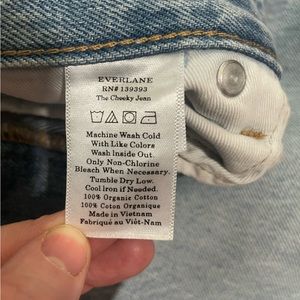 EVERLANE
RN# 139393
The Cheeky Jean
Machine Wash Cold
With Like Colors
Wash Inside Out.
Only Non-Chlorine
Bleach When Necessary.
Tumble Dry Low.
Cool Iron if Needed.
100% Organic Cotton
100% Coton Organique
Made in Vietnam
Fabriqué au Việt-Nam